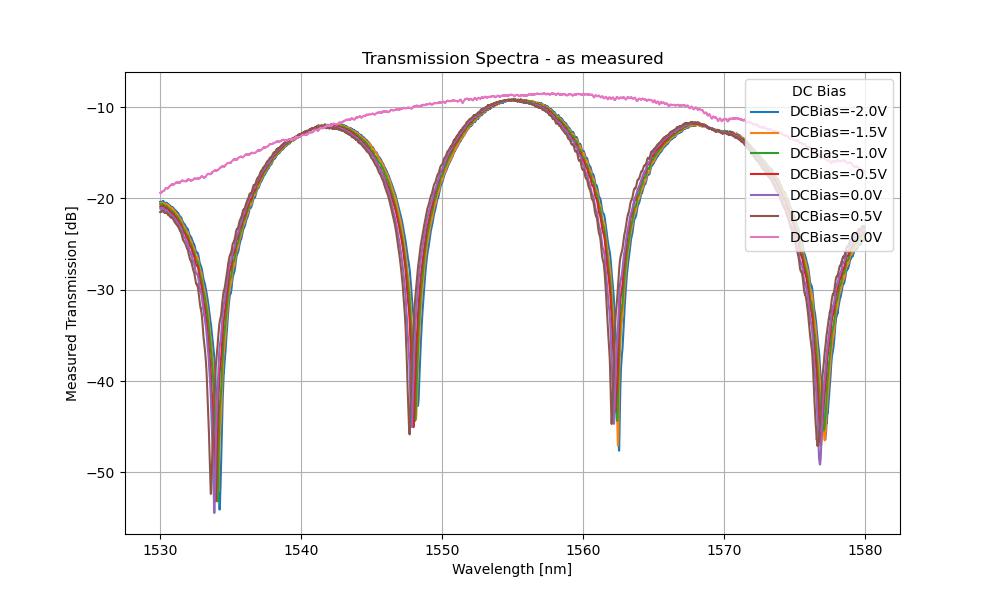 Transmission Spectra - as measured
Measured Transmission [dB]
−10
−20
−30
−40
−50
DC Bias
DCBias=-2.0V
DCBias=-1.5V
DCBias=-1.0V
DCBias=-0.5V
DCBias=0.0V
DCBias=0.5V
DCBias=0.0V
1530
1540
1550
1560
1570
1580
Wavelength [nm]